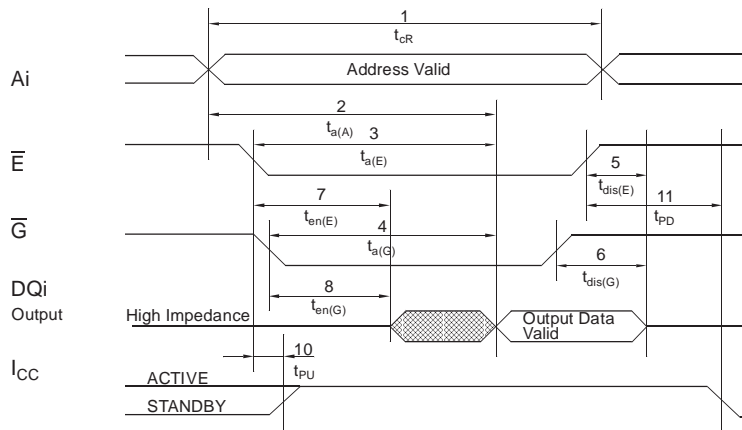 1
tcR
Ai
Address Valid
2
ta(A)
3
E
ta(E)
5
tdis(E)
7
11
ten(E)
tPD
G
4
ta(G)
6
tdis(G)
8
DQi
ten(G)
Output
High Impedance
Output Data
Valid
10
ICC
tPU
ACTIVE
STANDBY